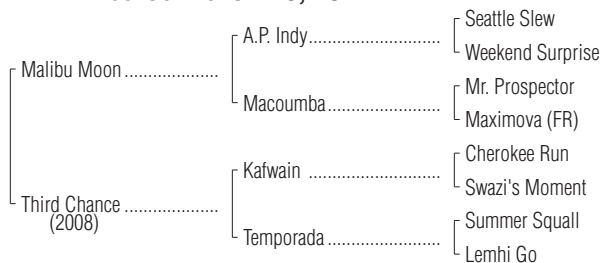 Seattle Slew
A.P. Indy
Weekend Surprise
Malibu Moon
Mr. Prospector
Macoumba
Maximova (FR)
Cherokee Run
Kafwain
Swazi's Moment
Third Chance
(2008)
Summer Squall
Temporada
Lemhi Go